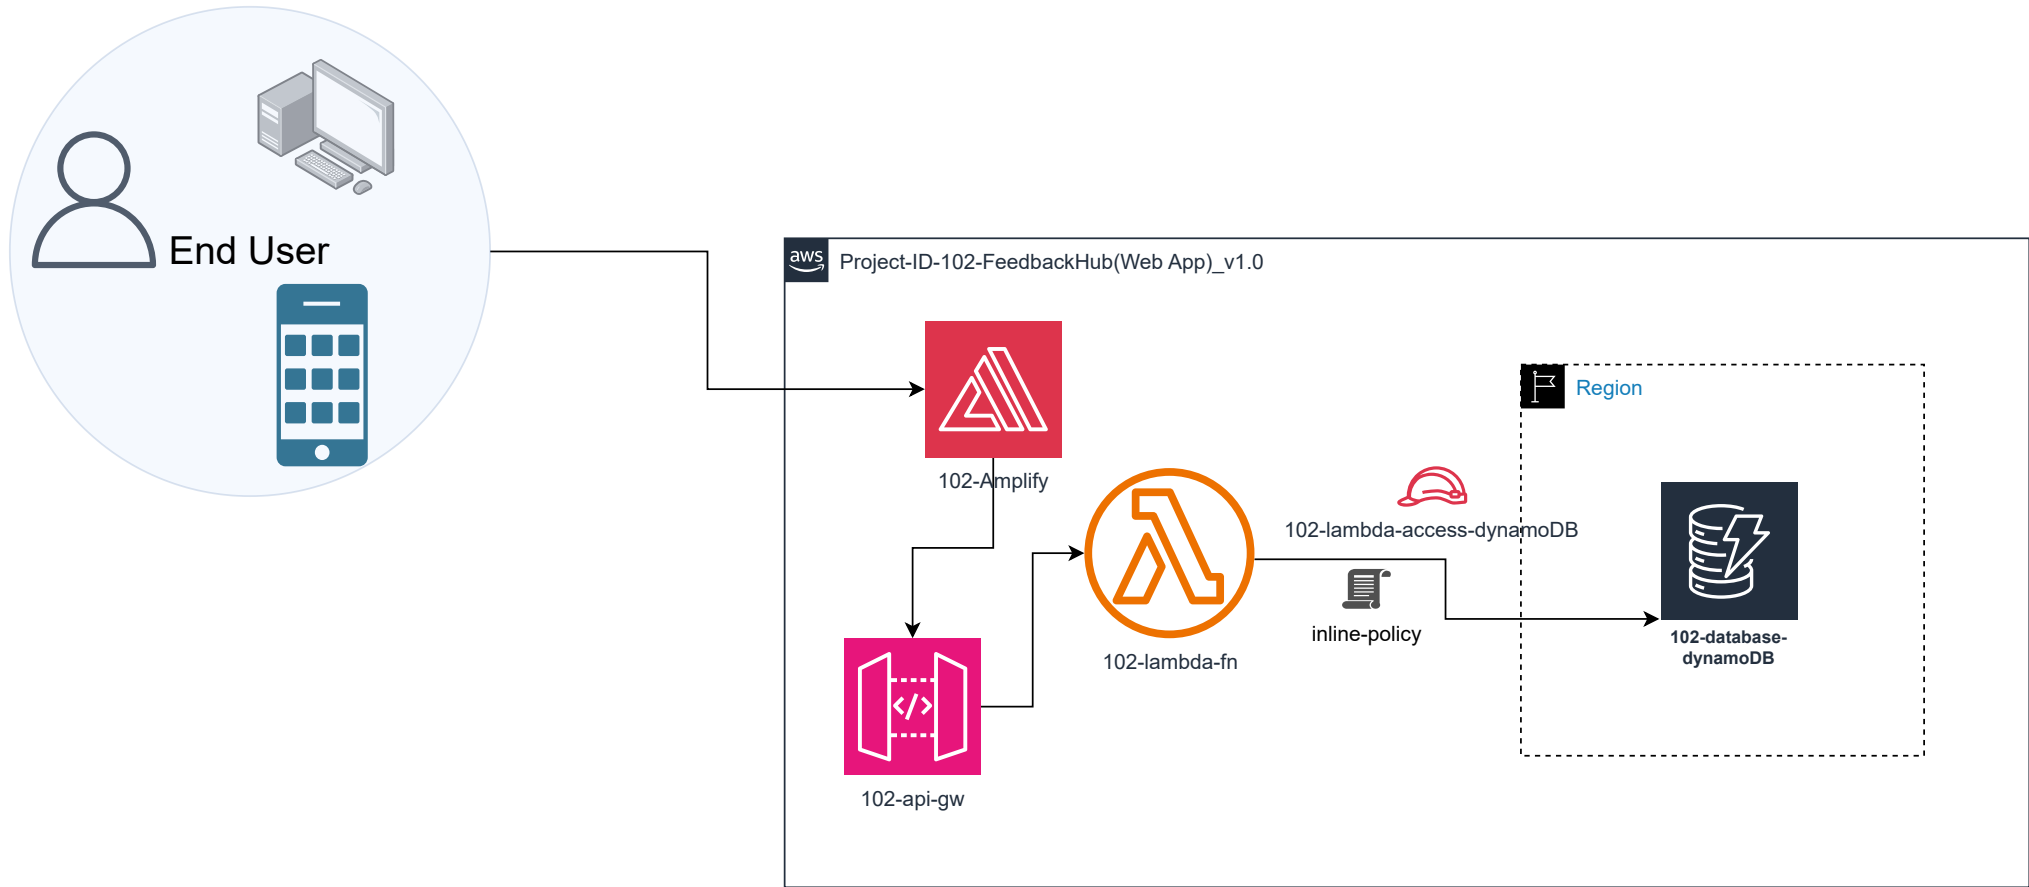 End User
aws
Project-ID-102-FeedbackHub(Web App)_v1.0
Region
102-Amplify
102-lambda-access-dynamoDB
inline-policy
102-lambda-fn
102-database-
dynamoDB
</>
102-api-gw